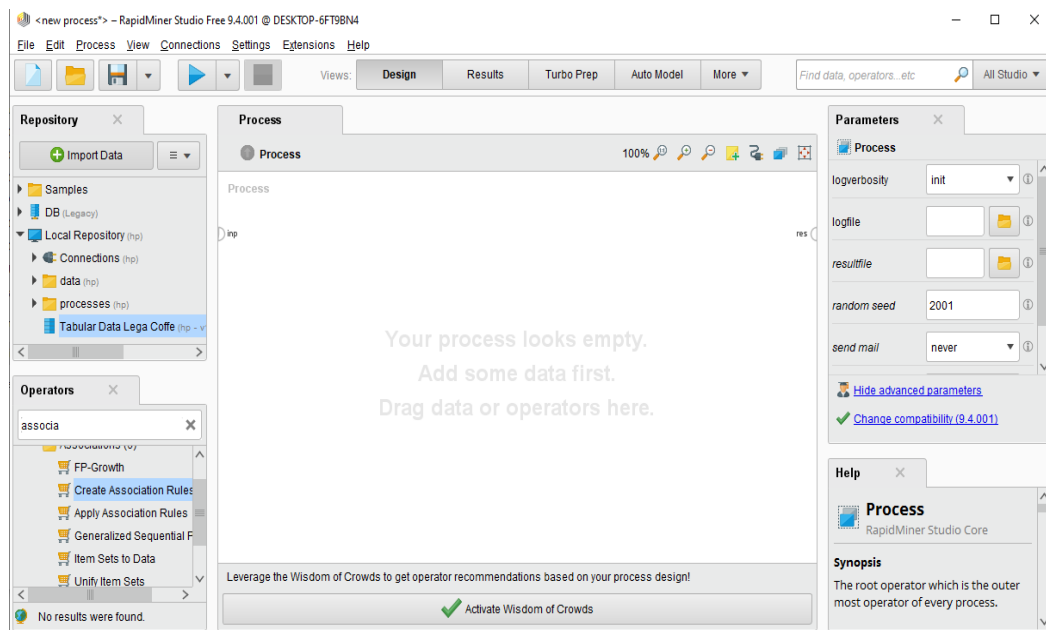 <new process*> – RapidMiner Studio Free 9.4.001 @ DESKTOP-6FT9BN4
File Edit Process View Connections Settings Extensions Help
Views: Design Results Turbo Prep Auto Model More
Find data, operators...etc
All Studio
Repository
Import Data
Samples
DB (Legacy)
Local Repository (hp)
Connections (hp)
data (hp)
processes (hp)
Tabular Data Lega Coffe (hp - v
Operators
associa
FP-Growth
Create Association Rules
Apply Association Rules
Generalized Sequential P
Item Sets to Data
Unify Item Sets
No results were found.
Process
Process
100%
Process
inp
res
Your process looks empty.
Add some data first.
Drag data or operators here.
Leverage the Wisdom of Crowds to get operator recommendations based on your process design!
Activate Wisdom of Crowds
Parameters
Process
logverbosity init
logfile
resultfile
random seed 2001
send mail never
Hide advanced parameters
Change compatibility (9.4.001)
Help
Process
RapidMiner Studio Core
Synopsis
The root operator which is the outer
most operator of every process.